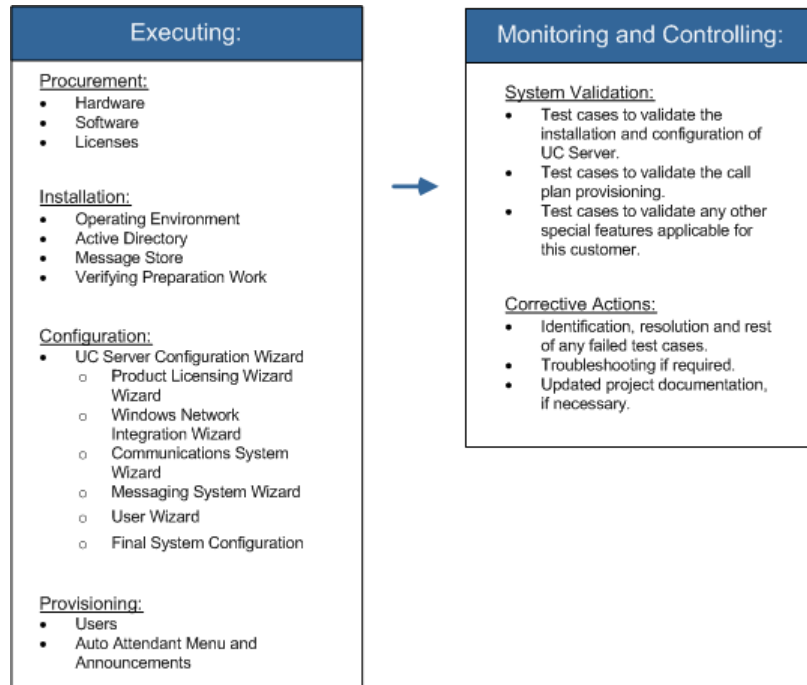 Executing:
Procurement:
• Hardware
• Software
• Licenses
Installation:
• Operating Environment
• Active Directory
• Message Store
• Verifying Preparation Work
Configuration:
• UC Server Configuration Wizard
o Product Licensing Wizard
Wizard
o Windows Network
Integration Wizard
o Communications System
Wizard
o Messaging System Wizard
o User Wizard
o Final System Configuration
Provisioning:
• Users
• Auto Attendant Menu and
Announcements
Monitoring and Controlling:
System Validation:
• Test cases to validate the
installation and configuration of
UC Server.
• Test cases to validate the call
plan provisioning.
• Test cases to validate any other
special features applicable for
this customer.
Corrective Actions:
• Identification, resolution and rest
of any failed test cases.
• Troubleshooting if required.
• Updated project documentation,
if necessary.